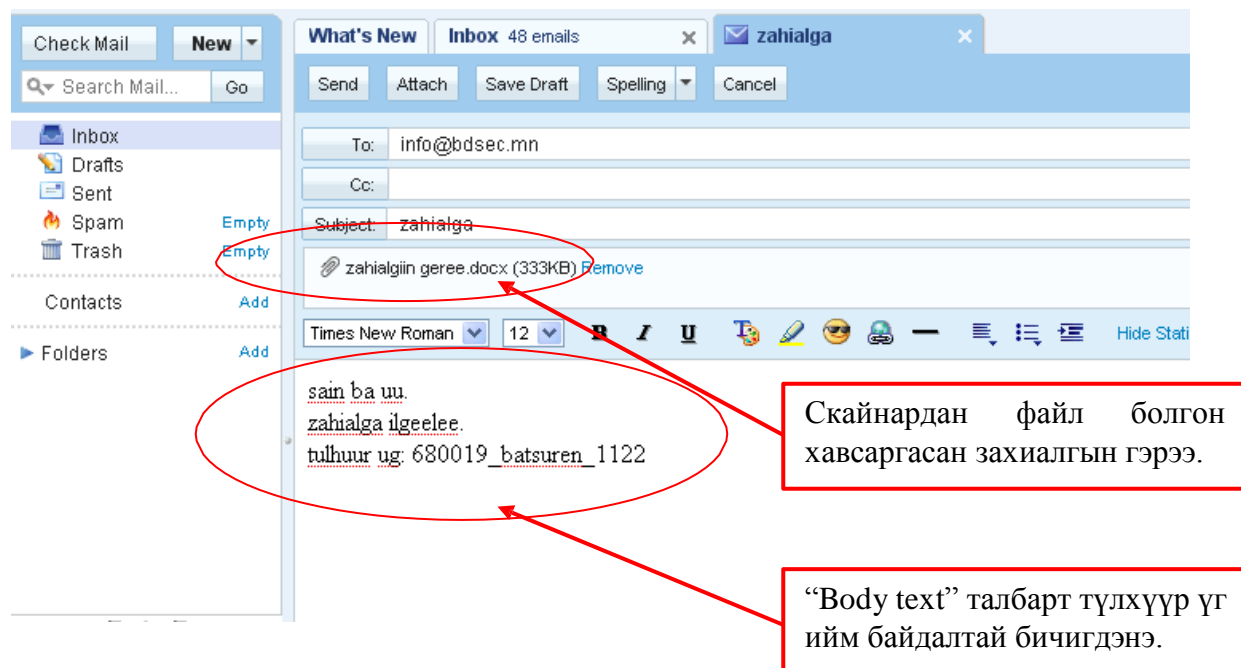 Check Mail
New
Search Mail...
Go
Inbox
Drafts
Sent
Spam Empty
Trash Empty
Contacts Add
Folders Add
What's New
Inbox 48 emails
zahialga
Send
Attach
Save Draft
Spelling
Cancel
To: info@bdsec.mn
Cc:
Subject: zahialga
zahialgiin geree.docx (333KB) Remove
Times New Roman 12 B I U Hide Stati
sain ba uu.
zahialga ilgeelee.
tulhuur ug: 680019_batsuren_1122
Скайнардан файл болгон
хавсаргасан захиалгын гэрээ.
“Body text” талбарт түлхүүр үг
ийм байдалтай бичигдэнэ.